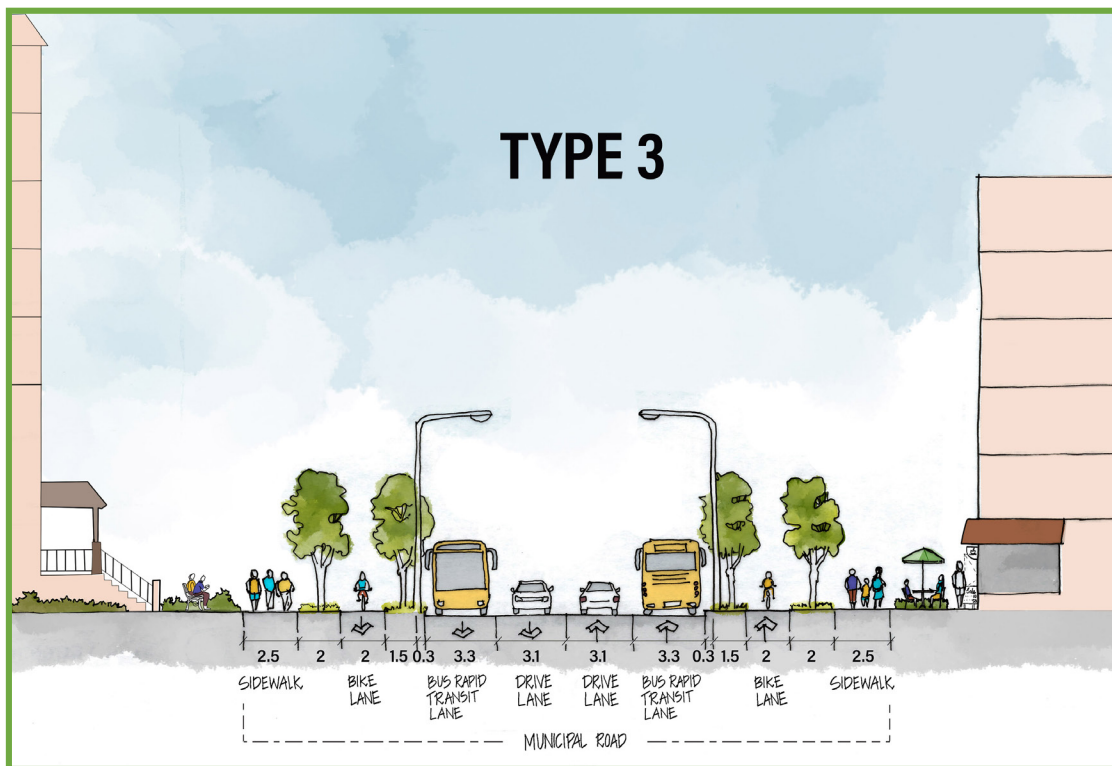 TYPE 3
2.5 2 2 1.5 0.3 3.3 3.1 3.1 3.3 0.3 1.5 2 2 2.5
SIDEWALK
BIKE
LANE
BUS RAPID
TRANSIT
LANE
DRIVE
LANE
DRIVE
LANE
BUS RAPID
TRANSIT
LANE
BIKE
LANE
SIDEWALK
MUNICIPAL ROAD